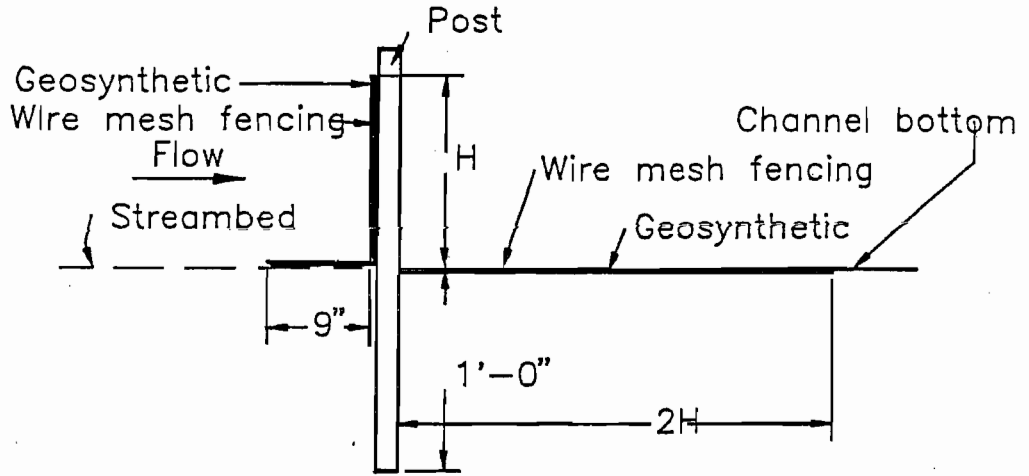 Post
Geosynthetic
WIre mesh fencing
Flow
H
Channel bottom
Wire mesh fencing
Streambed
Geosynthetic
9"
1'-0"
2H